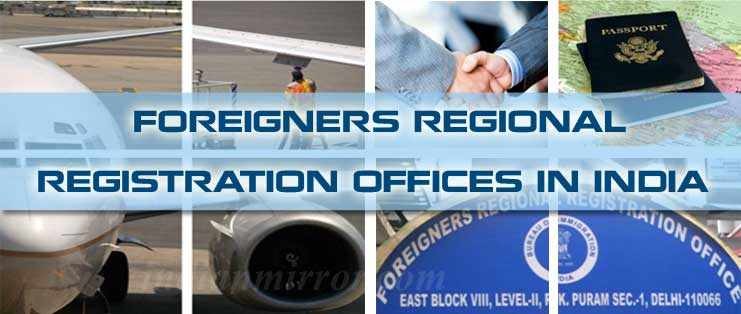 PASSPORT
FOREIGNERS REGIONAL
REGISTRATION OFFICES IN INDIA
FOREIGNERS REGIONAL REGISTRATION OFFICE
BUREAU OF IMMIGRATION
INDIA
EAST BLOCK VIII, LEVEL-II, R.K. PURAM SEC.-1, DELHI-110066